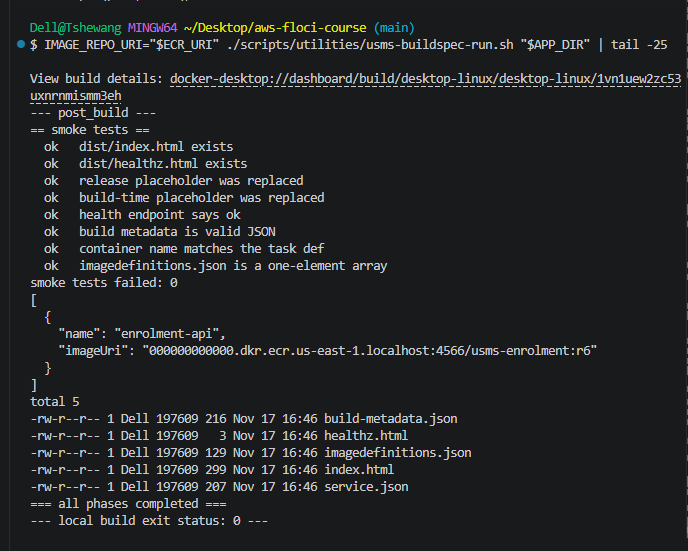 Dell@Tshewang MINGW64 ~/Desktop/aws-floci-course (main)
$ IMAGE_REPO_URI="$ECR_URI" ./scripts/utilities/usms-buildspec-run.sh "$APP_DIR" | tail -25

View build details: docker-desktop://dashboard/build/desktop-linux/desktop-linux/1vn1uew2zc53
uxnrnmismm3eh
--- post_build ---
== smoke tests ==
  ok   dist/index.html exists
  ok   dist/healthz.html exists
  ok   release placeholder was replaced
  ok   build-time placeholder was replaced
  ok   health endpoint says ok
  ok   build metadata is valid JSON
  ok   container name matches the task def
  ok   imagedefinitions.json is a one-element array
smoke tests failed: 0
[
  {
    "name": "enrolment-api",
    "imageUri": "000000000000.dkr.ecr.us-east-1.localhost:4566/usms-enrolment:r6"
  }
]
total 5
-rw-r--r-- 1 Dell 197609 216 Nov 17 16:46 build-metadata.json
-rw-r--r-- 1 Dell 197609   3 Nov 17 16:46 healthz.html
-rw-r--r-- 1 Dell 197609 129 Nov 17 16:46 imagedefinitions.json
-rw-r--r-- 1 Dell 197609 299 Nov 17 16:46 index.html
-rw-r--r-- 1 Dell 197609 207 Nov 17 16:46 service.json
=== all phases completed ===
--- local build exit status: 0 ---